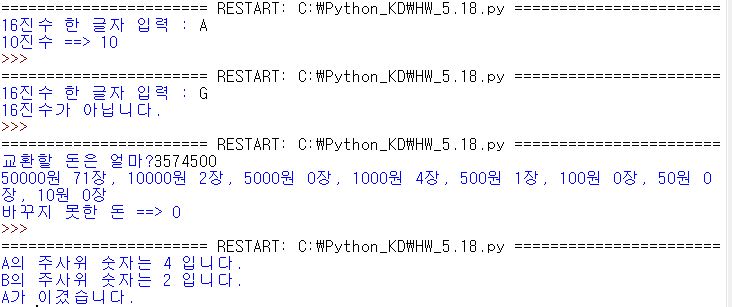 ======================= RESTART: C:\Python_KD\HW_5.18.py =======================
16진수 한 글자 입력 : A
10진수 ==> 10
>>>
======================= RESTART: C:\Python_KD\HW_5.18.py =======================
16진수 한 글자 입력 : G
16진수가 아닙니다.
>>>
======================= RESTART: C:\Python_KD\HW_5.18.py =======================
교환할 돈은 얼마?3574500
50000원 71장, 10000원 2장, 5000원 0장, 1000원 4장, 500원 1장, 100원 0장, 50원 0
장, 10원 0장
바꾸지 못한 돈 ==> 0
>>>
======================= RESTART: C:\Python_KD\HW_5.18.py =======================
A의 주사위 숫자는 4 입니다.
B의 주사위 숫자는 2 입니다.
A가 이겼습니다.